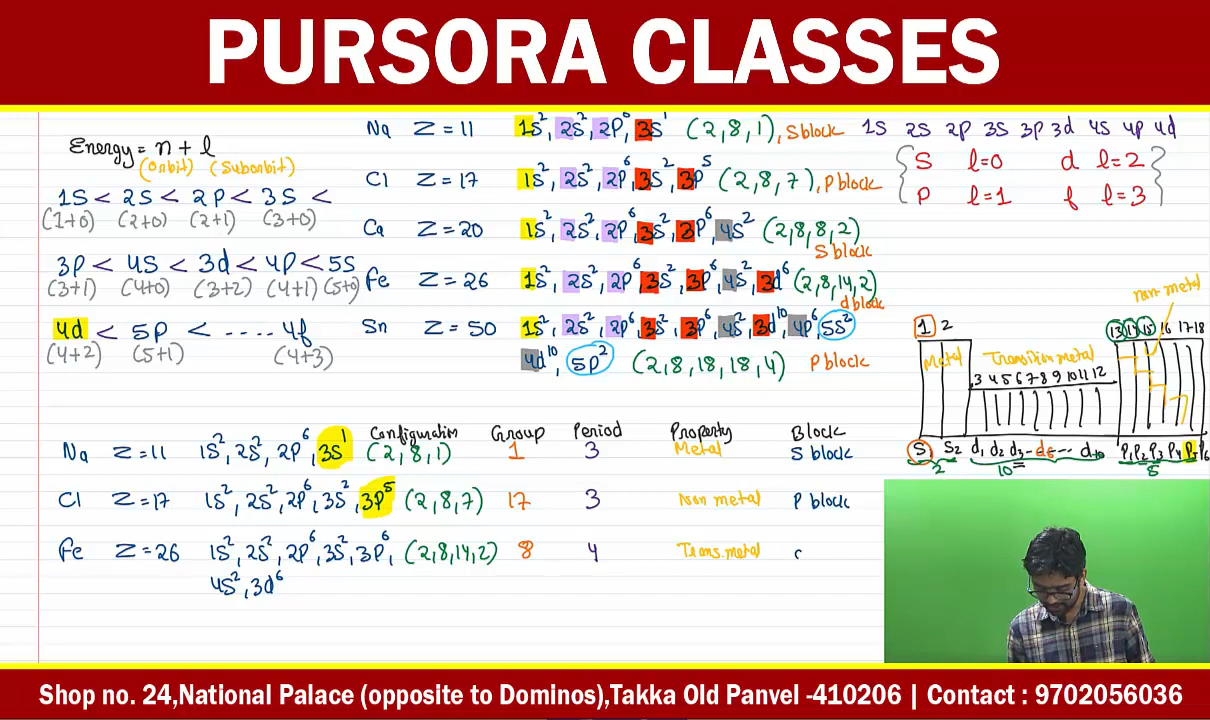 PURSORA CLASSES
Energy = n + l
(Orbit) (Suborbit)
1S < 2S < 2P < 3S <
(1+0) (2+0) (2+1) (3+0)
3P < 4S < 3d < 4P < 5S
(3+1) (4+0) (3+2) (4+1) (5+0)
4d < 5P < ..... 4f
(4+2) (5+1) (4+3)
Na Z = 11 1S², 2S², 2P⁶, 3S¹ (2,8,1), S block
Cl Z = 17 1S², 2S², 2P⁶, 3S², 3P⁵ (2,8,7), P block
Ca Z = 20 1S², 2S², 2P⁶, 3S², 3P⁶, 4S² (2,8,8,2)
S block
Fe Z = 26 1S², 2S², 2P⁶, 3S², 3P⁶, 4S², 3d⁶ (2,8,14,2)
d block
Sn Z = 50 1S², 2S², 2P⁶, 3S², 3P⁶, 4S², 3d¹⁰, 4P⁶, 5S²
4d¹⁰, 5P² (2,8,18,18,4) P block
1S 2S 2P 3S 3P 3d 4S 4P 4d
S l=0 d l=2
P l=1 f l=3
non-metal
1 2 13 15 16 17 18
Metal Transition metal
3 4 5 6 7 8 9 10 11 12
S₁ S₂ d₁ d₂ d₃ -- d₆ --- d₁₀ P₁ P₂ P₃ P₄ P₅ P₆
2 10 = 8
Configuration Group Period Property Block
Na Z = 11 1S², 2S², 2P⁶, 3S¹ (2,8,1) 1 3 Metal S block
Cl Z = 17 1S², 2S², 2P⁶, 3S², 3P⁵ (2,8,7) 17 3 Non metal P block
Fe Z = 26 1S², 2S², 2P⁶, 3S², 3P⁶, (2,8,14,2) 8 4 Trans. metal c
4S², 3d⁶
Shop no. 24,National Palace (opposite to Dominos),Takka Old Panvel -410206 | Contact : 9702056036